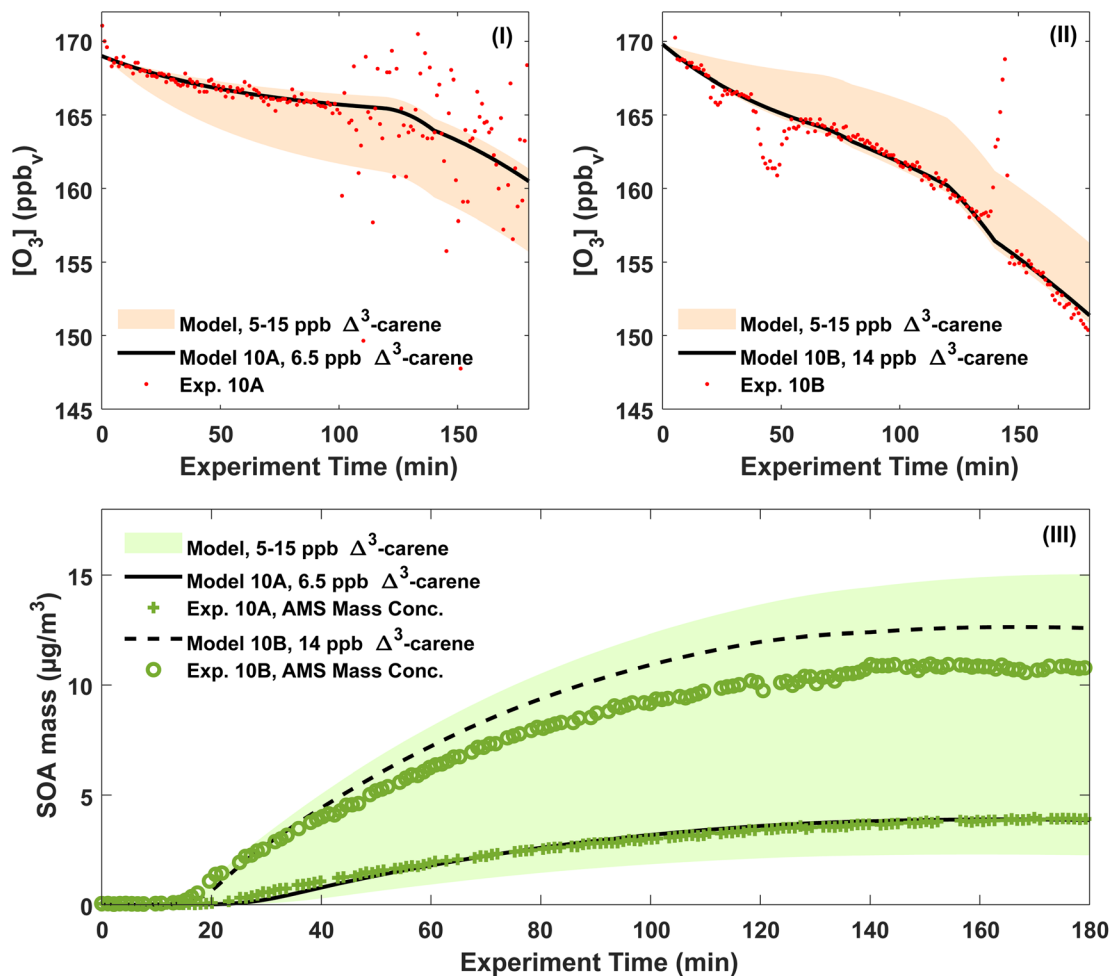 (I)
170
165
160
155
150
145
[O3] (ppbv)
Model, 5-15 ppb Δ3-carene
Model 10A, 6.5 ppb Δ3-carene
Exp. 10A
0 50 100 150
Experiment Time (min)
(II)
170
165
160
155
150
145
[O3] (ppbv)
Model, 5-15 ppb Δ3-carene
Model 10B, 14 ppb Δ3-carene
Exp. 10B
0 50 100 150
Experiment Time (min)
(III)
15
10
5
0
SOA mass (μg/m3)
Model, 5-15 ppb Δ3-carene
Model 10A, 6.5 ppb Δ3-carene
Exp. 10A, AMS Mass Conc.
Model 10B, 14 ppb Δ3-carene
Exp. 10B, AMS Mass Conc.
0 20 40 60 80 100 120 140 160 180
Experiment Time (min)